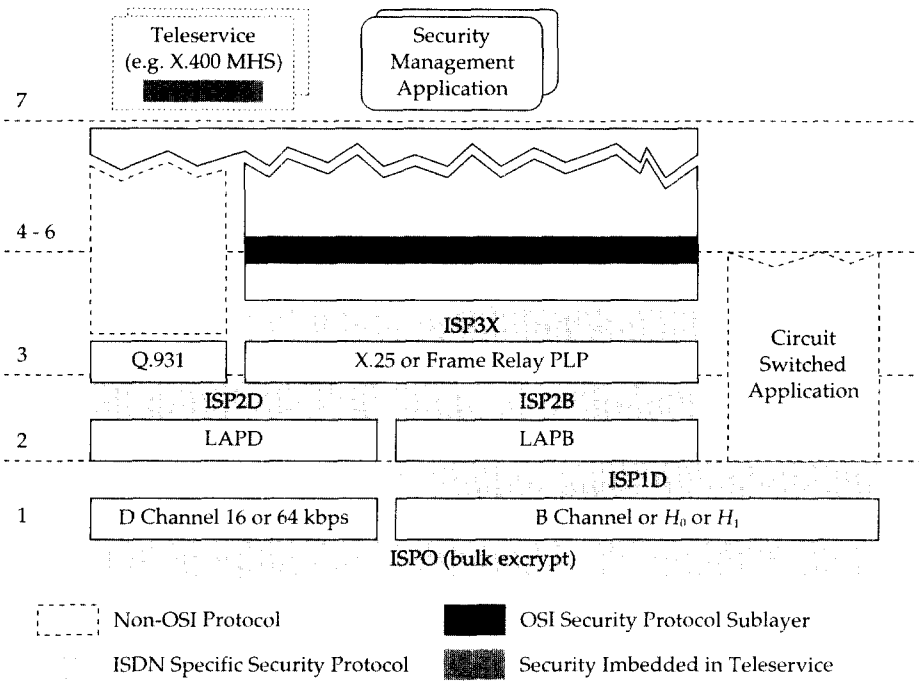 Teleservice
(e.g. X.400 MHS)
Security
Management
Application
7
4 - 6
ISP3X
3
Q.931
X.25 or Frame Relay PLP
Circuit
Switched
Application
ISP2D
ISP2B
2
LAPD
LAPB
ISP1D
1
D Channel 16 or 64 kbps
B Channel or H₀ or H₁
ISPO (bulk excrypt)
Non-OSI Protocol
OSI Security Protocol Sublayer
ISDN Specific Security Protocol
Security Imbedded in Teleservice